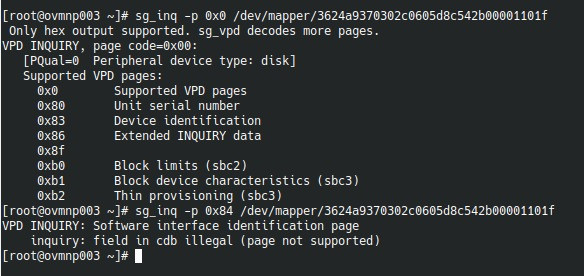 [root@ovmnp003 ~]# sg_inq -p 0x0 /dev/mapper/3624a9370302c0605d8c542b00001101f
Only hex output supported. sg_vpd decodes more pages.
VPD INQUIRY, page code=0x00:
[PQual=0 Peripheral device type: disk]
Supported VPD pages:
0x0 Supported VPD pages
0x80 Unit serial number
0x83 Device identification
0x86 Extended INQUIRY data
0x8f
0xb0 Block limits (sbc2)
0xb1 Block device characteristics (sbc3)
0xb2 Thin provisioning (sbc3)
[root@ovmnp003 ~]# sg_inq -p 0x84 /dev/mapper/3624a9370302c0605d8c542b00001101f
VPD INQUIRY: Software interface identification page
inquiry: field in cdb illegal (page not supported)
[root@ovmnp003 ~]#